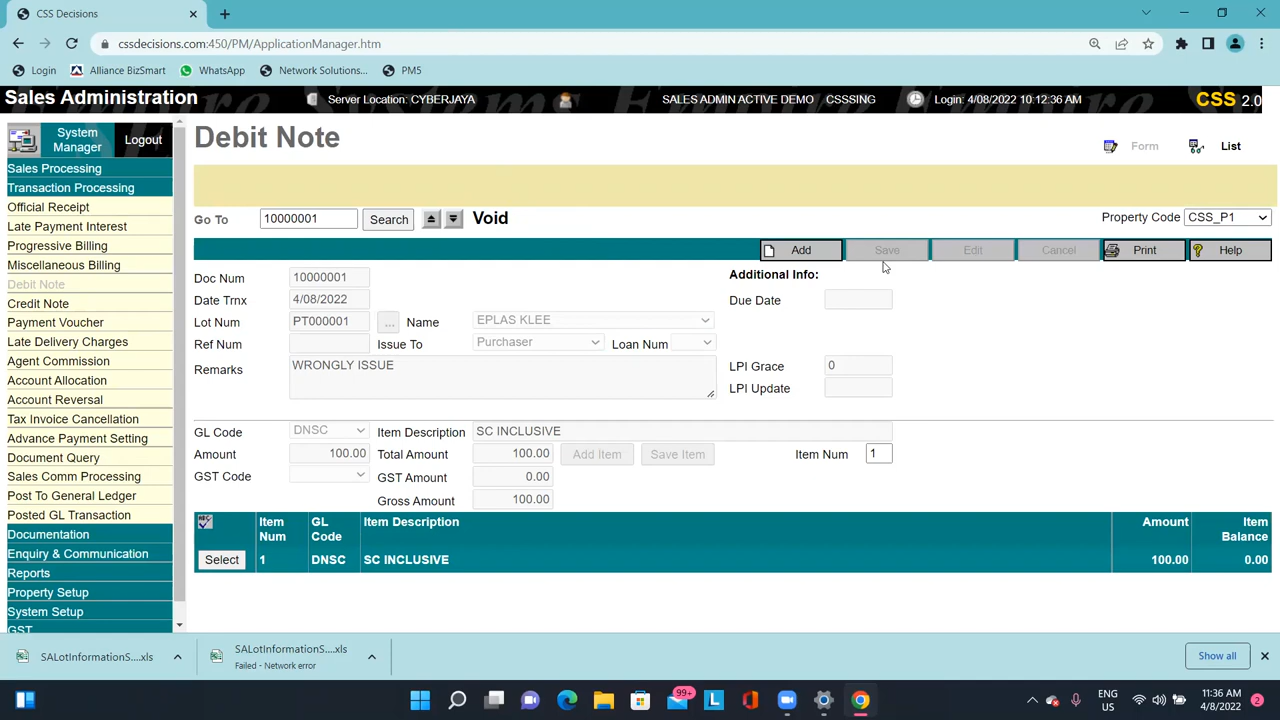 CSS Decisions
cssdecisions.com:450/PM/ApplicationManager.htm
Login
Alliance BizSmart
WhatsApp
Network Solutions...
PM5
Sales Administration
Server Location: CYBERJAYA
SALES ADMIN ACTIVE DEMO
CSSSING
Login: 4/08/2022 10:12:36 AM
CSS 2.0
System Manager
Logout
Sales Processing
Transaction Processing
Official Receipt
Late Payment Interest
Progressive Billing
Miscellaneous Billing
Debit Note
Credit Note
Payment Voucher
Late Delivery Charges
Agent Commission
Account Allocation
Account Reversal
Tax Invoice Cancellation
Advance Payment Setting
Document Query
Sales Comm Processing
Post To General Ledger
Posted GL Transaction
Documentation
Enquiry & Communication
Reports
Property Setup
System Setup
GST
Debit Note
Form
List
Go To 10000001 Search Void
Property Code CSS_P1
Add Save Edit Cancel Print Help
Doc Num 10000001
Additional Info:
Date Trnx 4/08/2022
Due Date
Lot Num PT000001 ... Name EPLAS KLEE
Ref Num Issue To Purchaser Loan Num
Remarks WRONGLY ISSUE
LPI Grace 0
LPI Update
GL Code DNSC Item Description SC INCLUSIVE
Amount 100.00 Total Amount 100.00 Add Item Save Item Item Num 1
GST Code GST Amount 0.00
Gross Amount 100.00
Item Num GL Code Item Description Amount Item Balance
Select 1 DNSC SC INCLUSIVE 100.00 0.00
SALotInformationS....xls
SALotInformationS....xls
Failed - Network error
Show all
99+
L
ENG
US
11:36 AM
4/8/2022
2